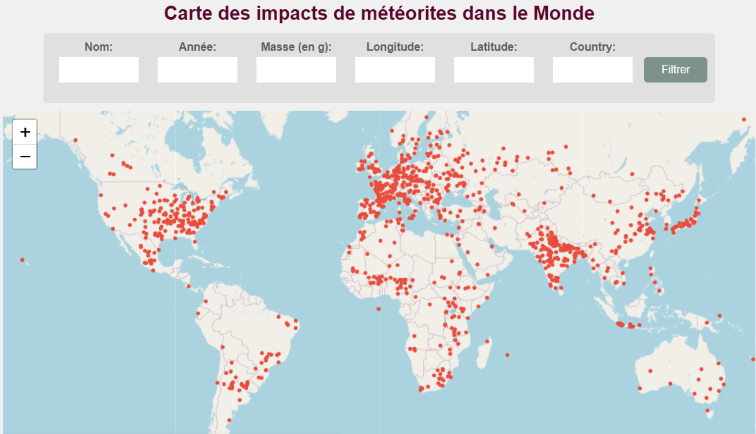 Carte des impacts de météorites dans le Monde
Nom: Année: Masse (en g): Longitude: Latitude: Country:
Filtrer
+
−